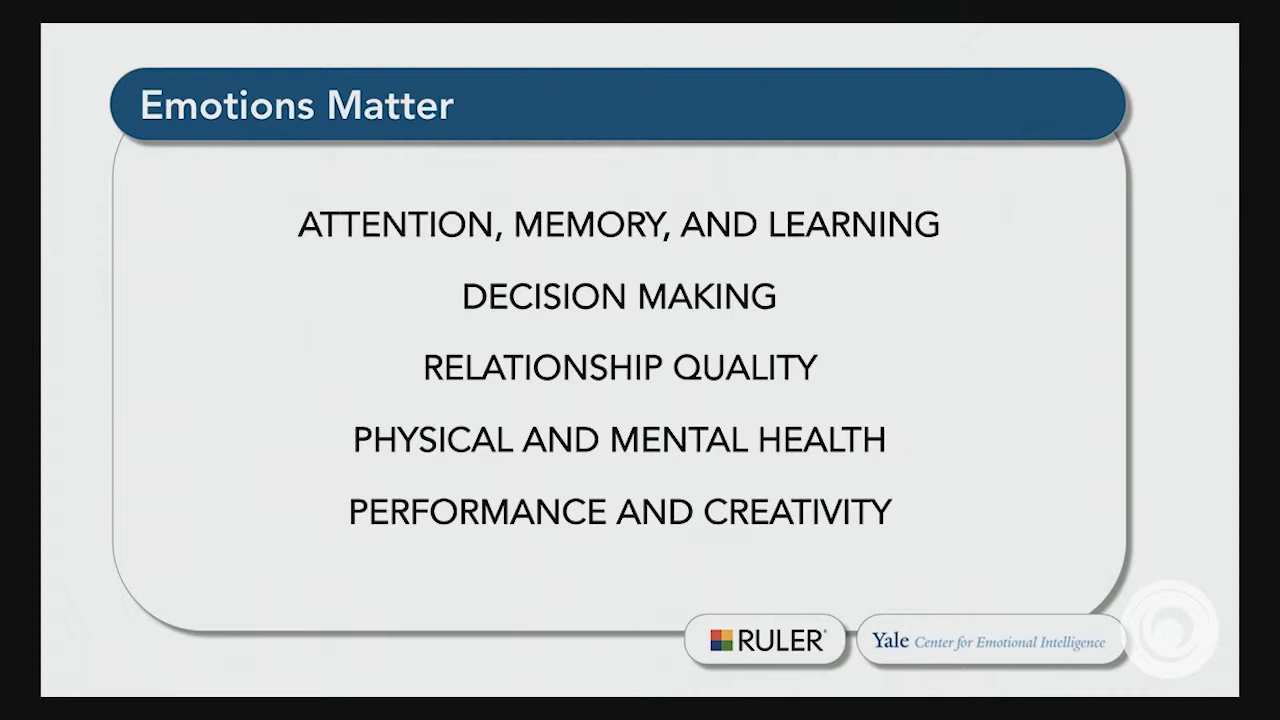 Emotions Matter
ATTENTION, MEMORY, AND LEARNING
DECISION MAKING
RELATIONSHIP QUALITY
PHYSICAL AND MENTAL HEALTH
PERFORMANCE AND CREATIVITY
RULER®
Yale Center for Emotional Intelligence